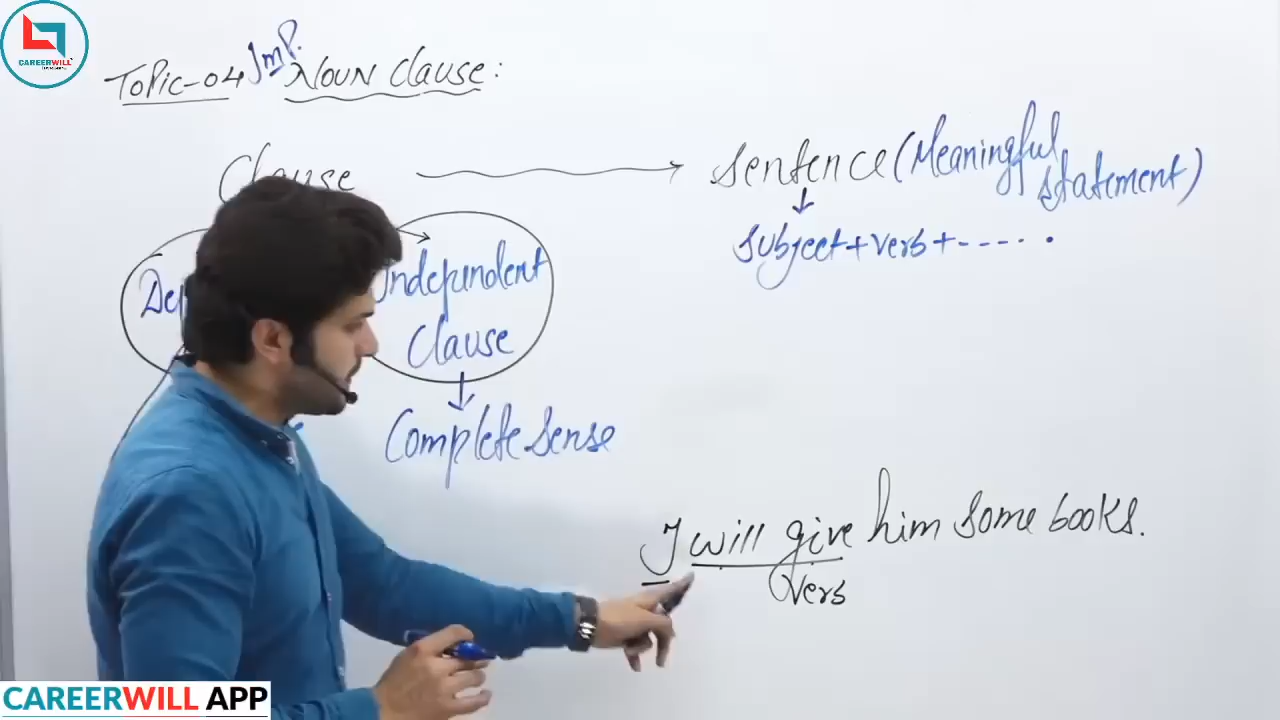 CAREERWILL
Topic-04 Imp. Noun Clause:
Clause → Sentence (Meaningful statement)
↓
Subject+verb+-----.
Independent
Clause
↓
Complete sense
I will give him some books.
Verb
CAREERWILL APP